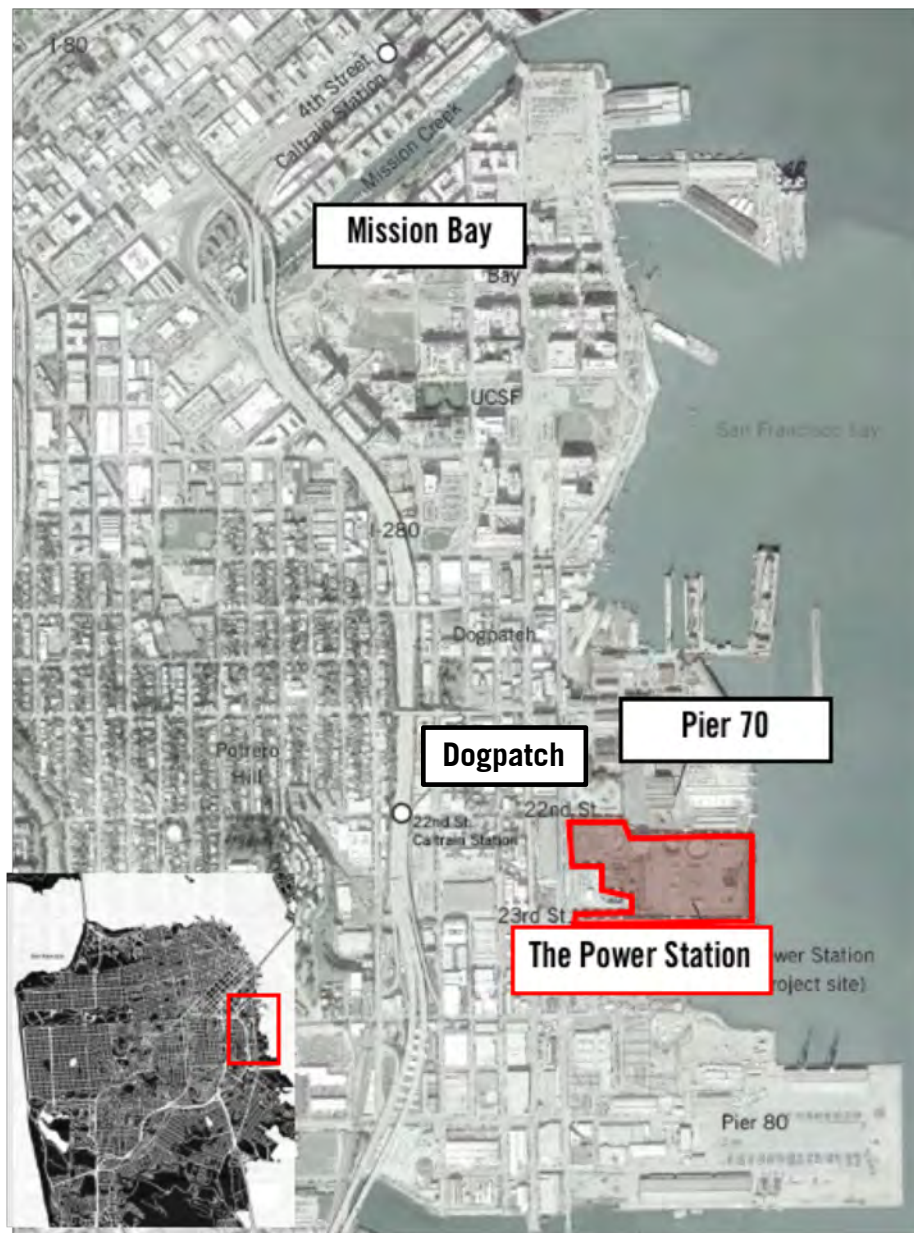 I-80
4th Street
Caltrain Station
Mission Creek
Mission Bay
Bay
UCSF
San Francisco Bay
I-280
Dogpatch
Pier 70
Potrero
Hill
Dogpatch
22nd St.
22nd St.
Caltrain Station
23rd St.
The Power Station
wer Station
roject site)
Pier 80